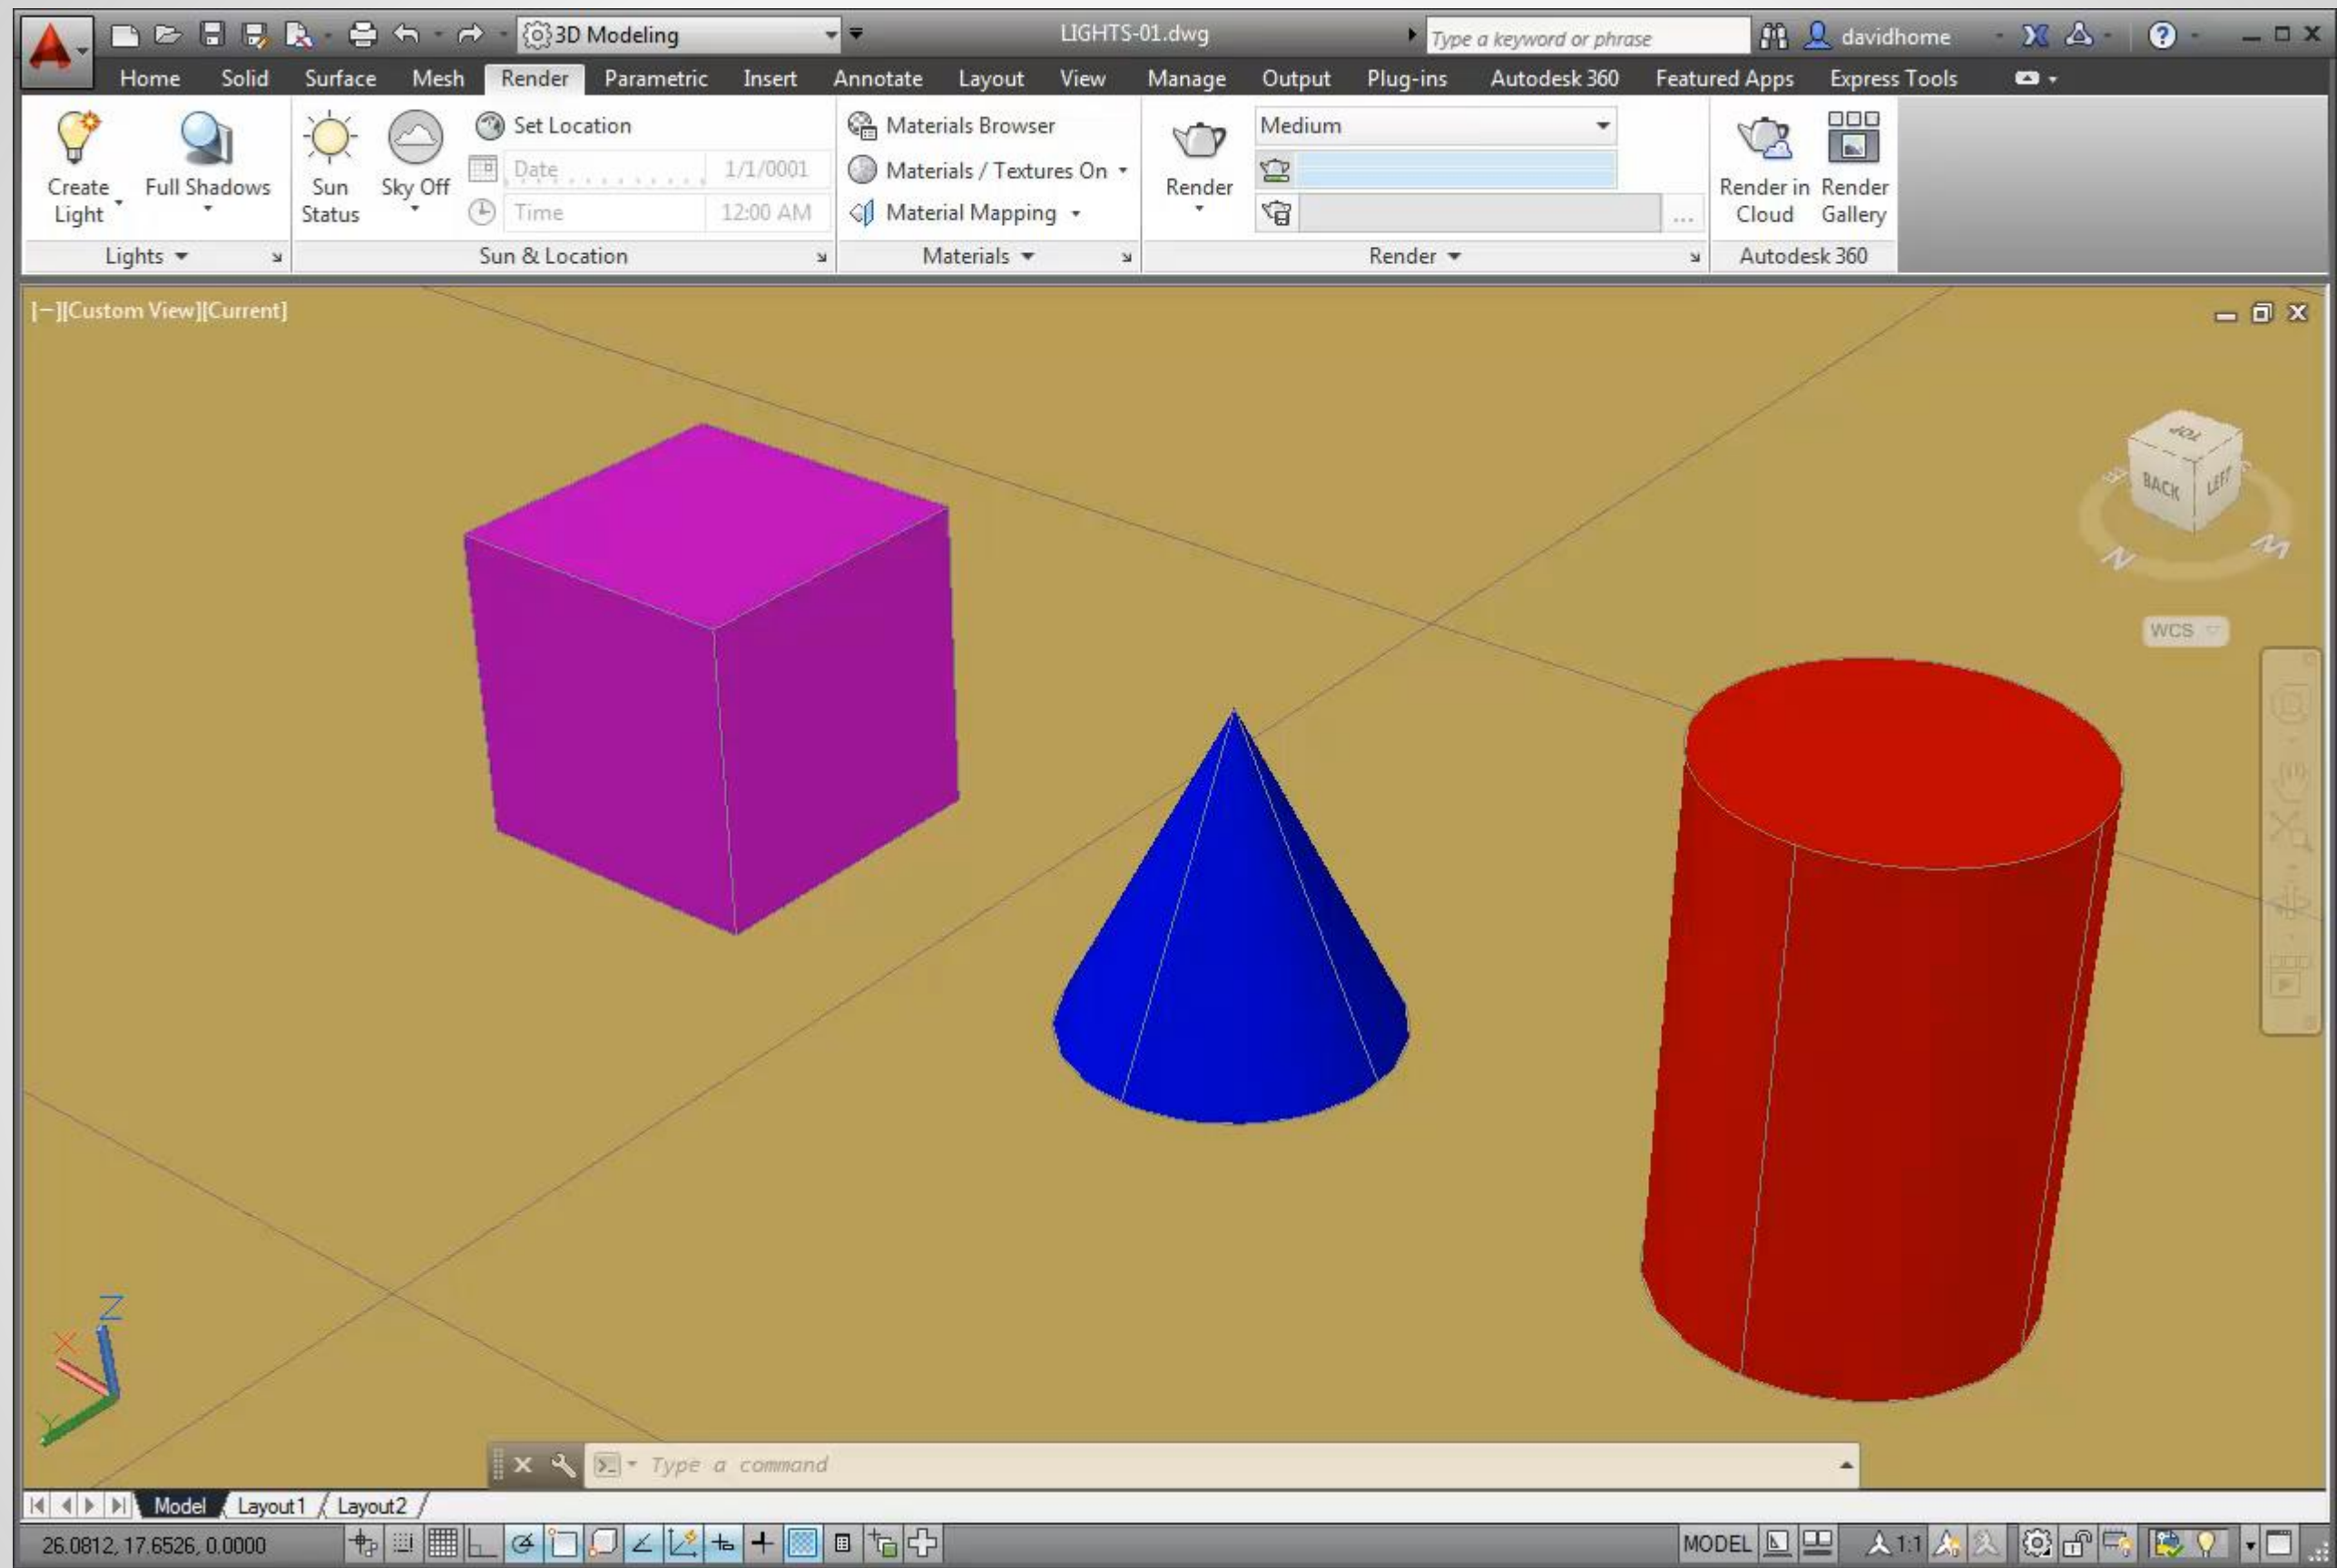 3D Modeling LIGHTS-01.dwg Type a keyword or phrase davidhome
Home Solid Surface Mesh Render Parametric Insert Annotate Layout View Manage Output Plug-ins Autodesk 360 Featured Apps Express Tools
Set Location Materials Browser Medium
Date 1/1/0001 Materials / Textures On
Create Light Full Shadows Sun Status Sky Off Render Render in Cloud Render Gallery
Time 12:00 AM Material Mapping ...
Lights Sun & Location Materials Render Autodesk 360
[−][Custom View][Current]
TOP
BACK LEFT
N
WCS
Z
X
Y
Type a command
Model Layout1 Layout2
26.0812, 17.6526, 0.0000 MODEL 1:1